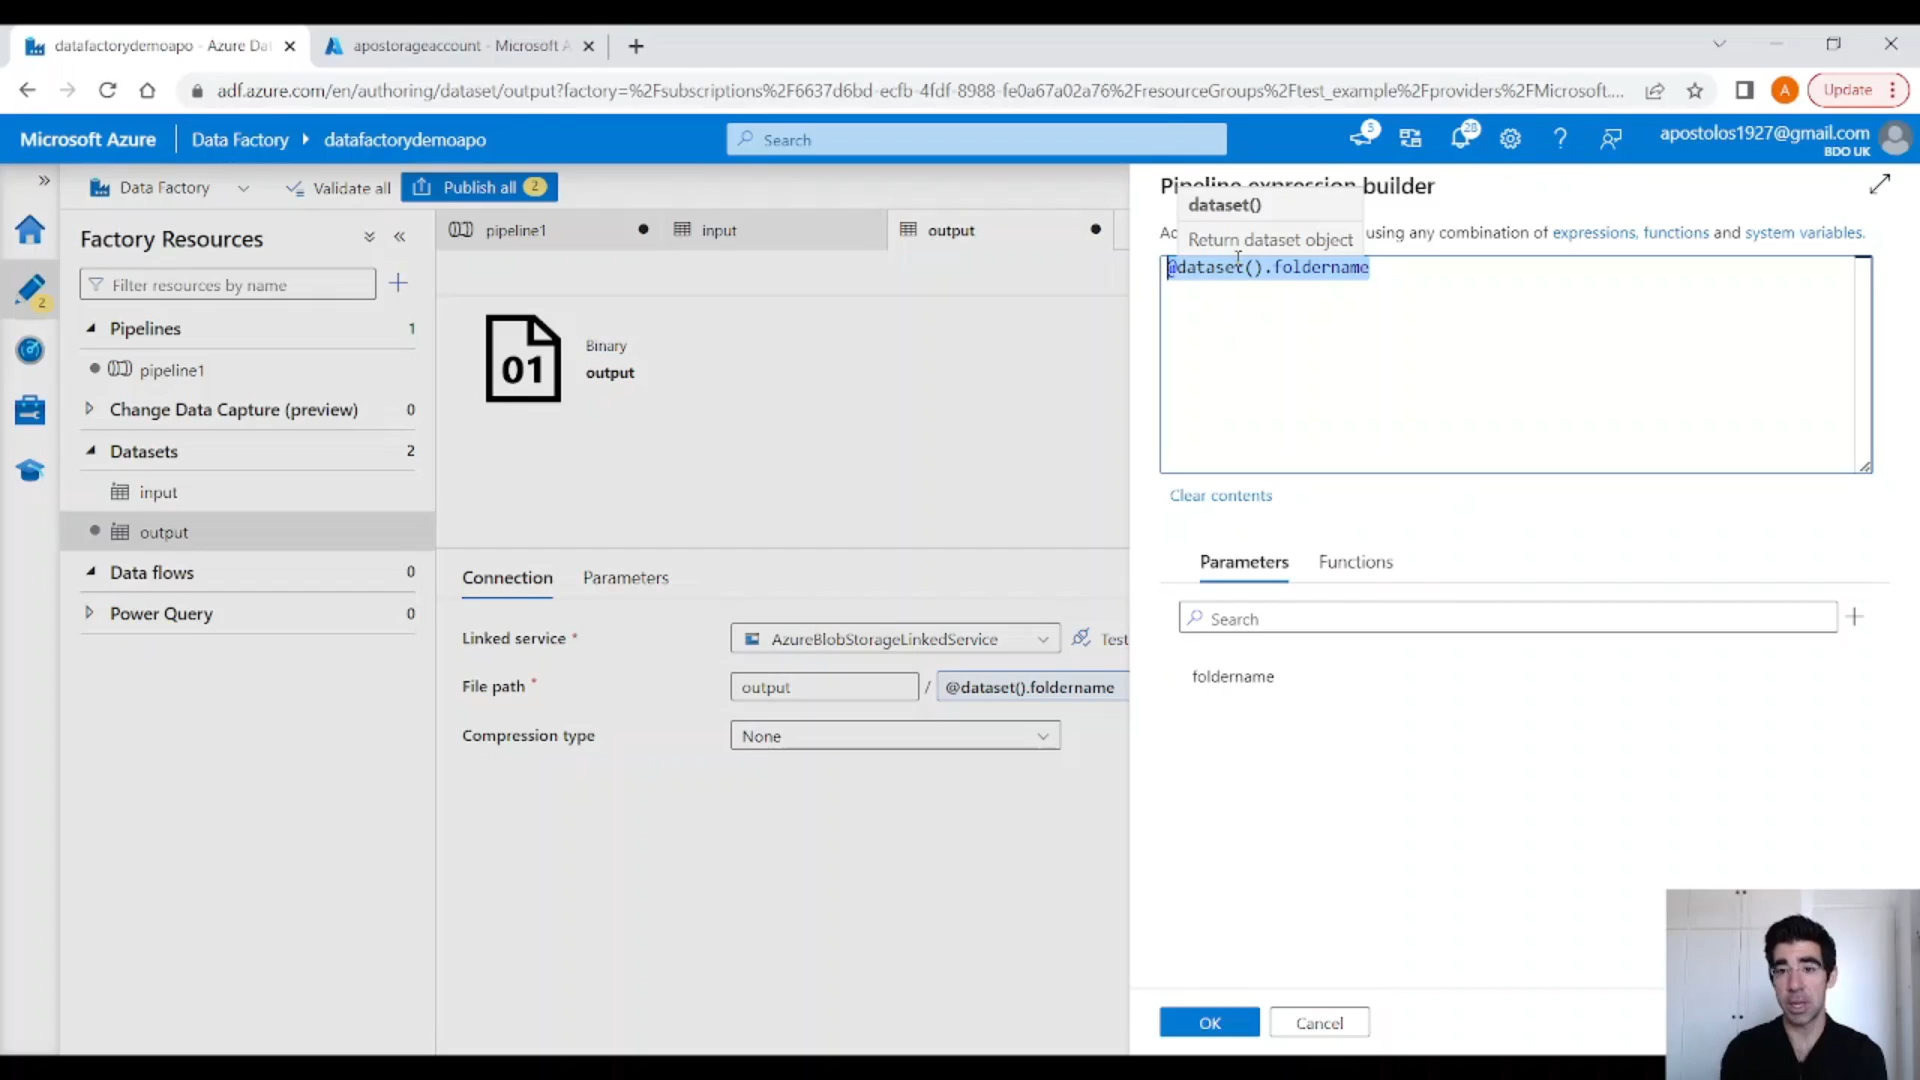 datafactorydemoapo - Azure Dat
apostorageaccount - Microsoft A
adf.azure.com/en/authoring/dataset/output?factory=%2Fsubscriptions%2F6637d6bd-ecfb-4fdf-8988-fe0a67a02a76%2FresourceGroups%2Ftest_example%2Fproviders%2FMicrosoft....
A
Update
Microsoft Azure
Data Factory
datafactorydemoapo
Search
5
28
apostolos1927@gmail.com
BDO UK
Data Factory
Validate all
Publish all 2
Pipeline expression builder
dataset()
Return dataset object
using any combination of expressions, functions and system variables.
@dataset().foldername
Factory Resources
pipeline1
input
output
Filter resources by name
2
Pipelines 1
pipeline1
Change Data Capture (preview) 0
Datasets 2
input
output
Data flows 0
Power Query 0
01
Binary
output
Clear contents
Parameters
Functions
Search
foldername
Connection
Parameters
Linked service *
AzureBlobStorageLinkedService
Test
File path *
output / @dataset().foldername
Compression type
None
OK
Cancel